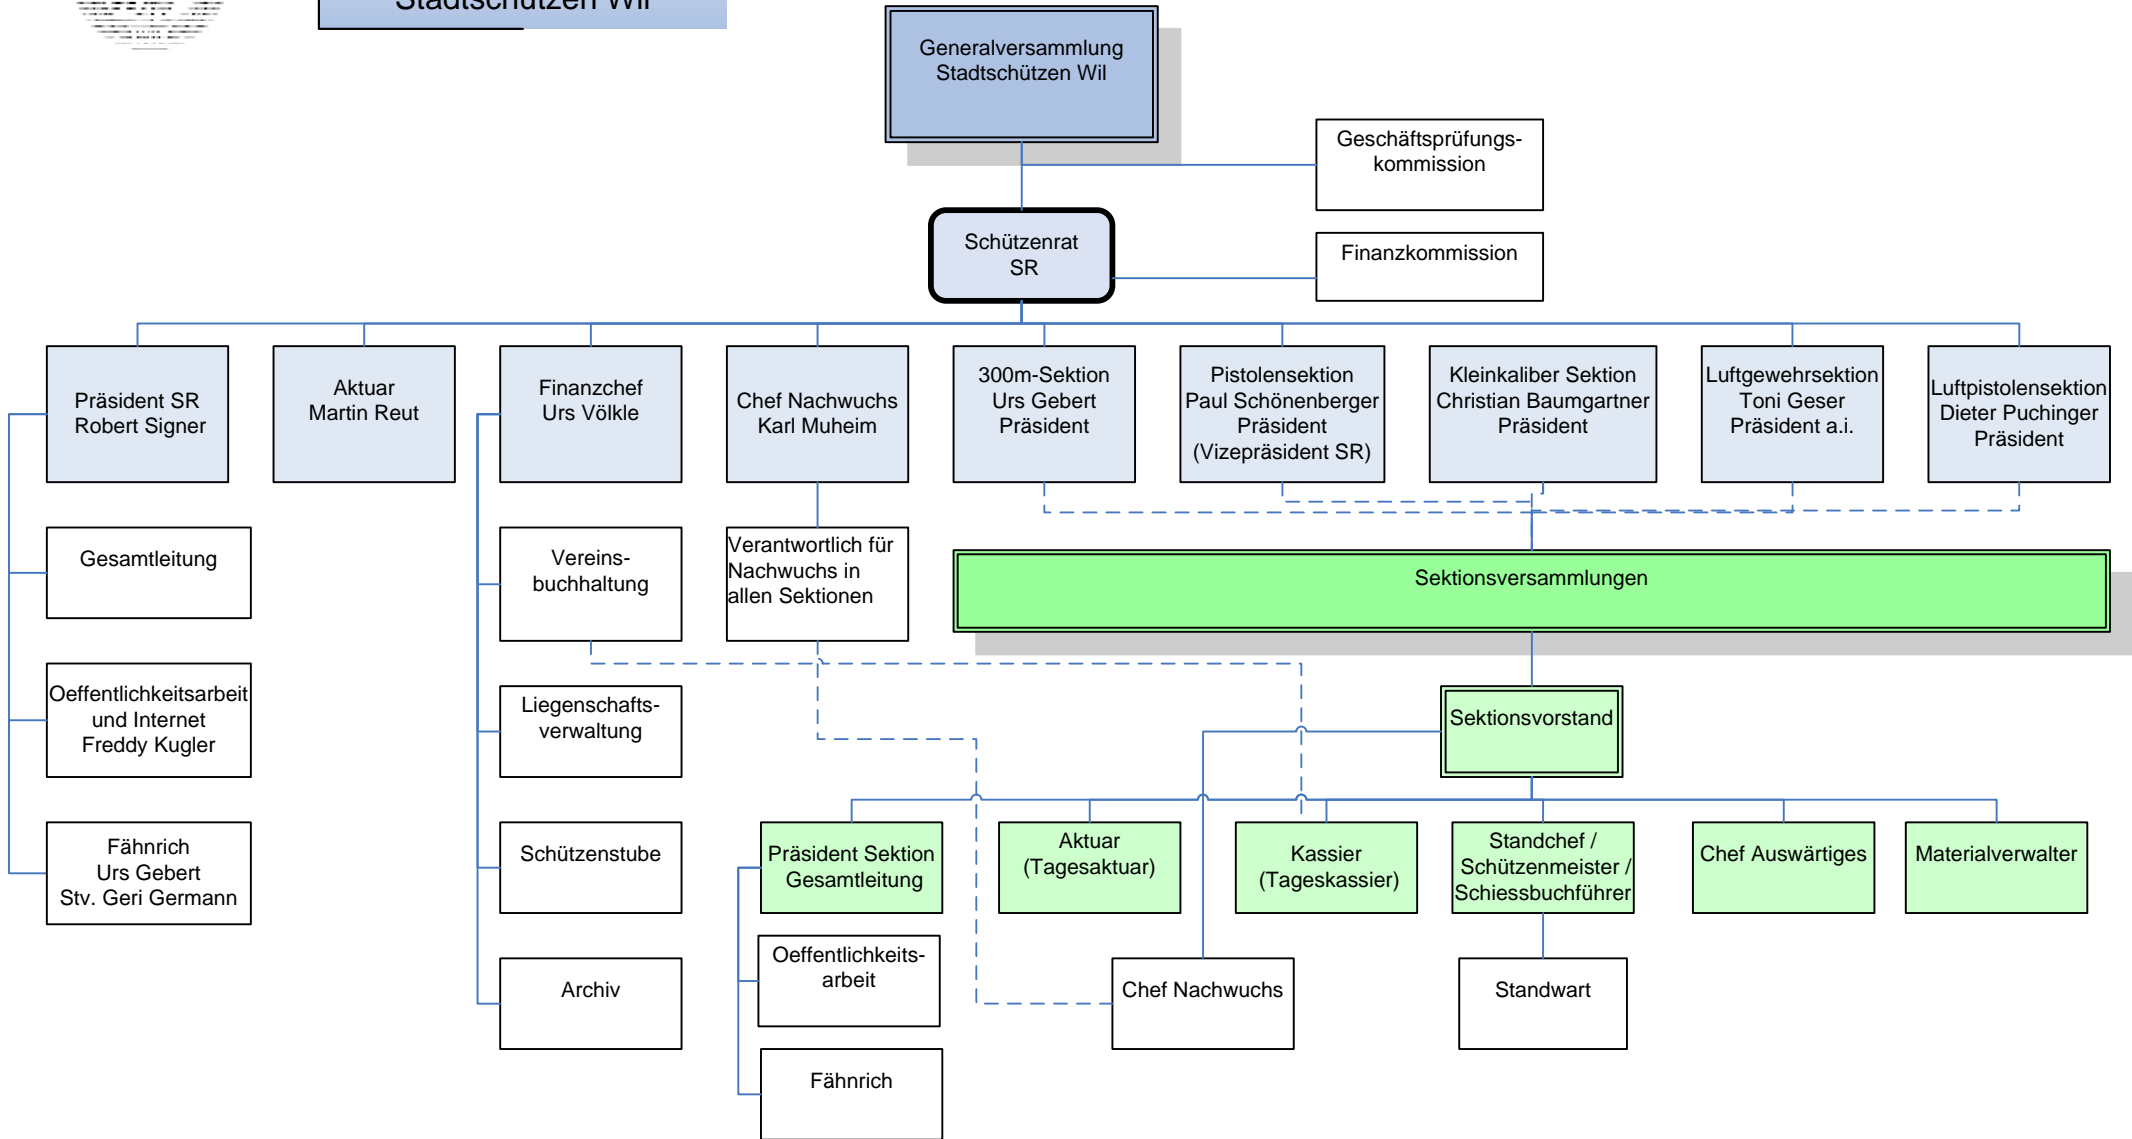 Stadtschützen Wil
Generalversammlung
Stadtschützen Wil
Geschäftsprüfungs-
kommission
Schützenrat
SR
Finanzkommission
Präsident SR
Robert Signer
Aktuar
Martin Reut
Finanzchef
Urs Völkle
Chef Nachwuchs
Karl Muheim
300m-Sektion
Urs Gebert
Präsident
Pistolensektion
Paul Schönenberger
Präsident
(Vizepräsident SR)
Kleinkaliber Sektion
Christian Baumgartner
Präsident
Luftgewehrsektion
Toni Geser
Präsident a.i.
Luftpistolensektion
Dieter Puchinger
Präsident
Gesamtleitung
Vereins-
buchhaltung
Verantwortlich für
Nachwuchs in
allen Sektionen
Sektionsversammlungen
Oeffentlichkeitsarbeit
und Internet
Freddy Kugler
Liegenschafts-
verwaltung
Sektionsvorstand
Fähnrich
Urs Gebert
Stv. Geri Germann
Schützenstube
Präsident Sektion
Gesamtleitung
Aktuar
(Tagesaktuar)
Kassier
(Tageskassier)
Standchef /
Schützenmeister /
Schiessbuchführer
Chef Auswärtiges
Materialverwalter
Archiv
Oeffentlichkeits-
arbeit
Chef Nachwuchs
Standwart
Fähnrich